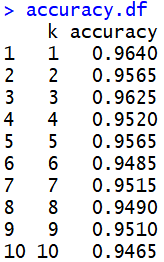 > accuracy.df
k accuracy
1 1 0.9640
2 2 0.9565
3 3 0.9625
4 4 0.9520
5 5 0.9565
6 6 0.9485
7 7 0.9515
8 8 0.9490
9 9 0.9510
10 10 0.9465